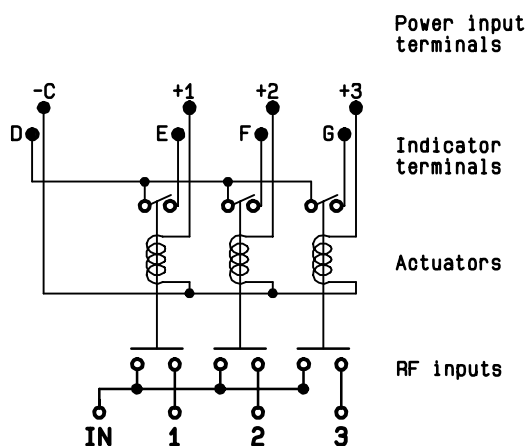 Power input
terminals
-C +1 +2 +3
D E F G
Indicator
terminals
Actuators
RF inputs
IN 1 2 3